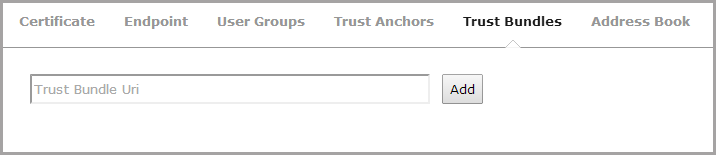 Certificate Endpoint User Groups Trust Anchors Trust Bundles Address Book
Trust Bundle Uri Add